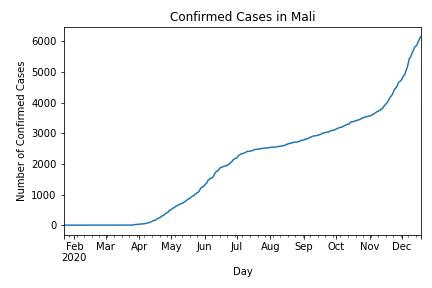 Confirmed Cases in Mali
6000
5000
4000
3000
2000
1000
0
Number of Confirmed Cases
Feb Mar Apr May Jun Jul Aug Sep Oct Nov Dec
2020
Day